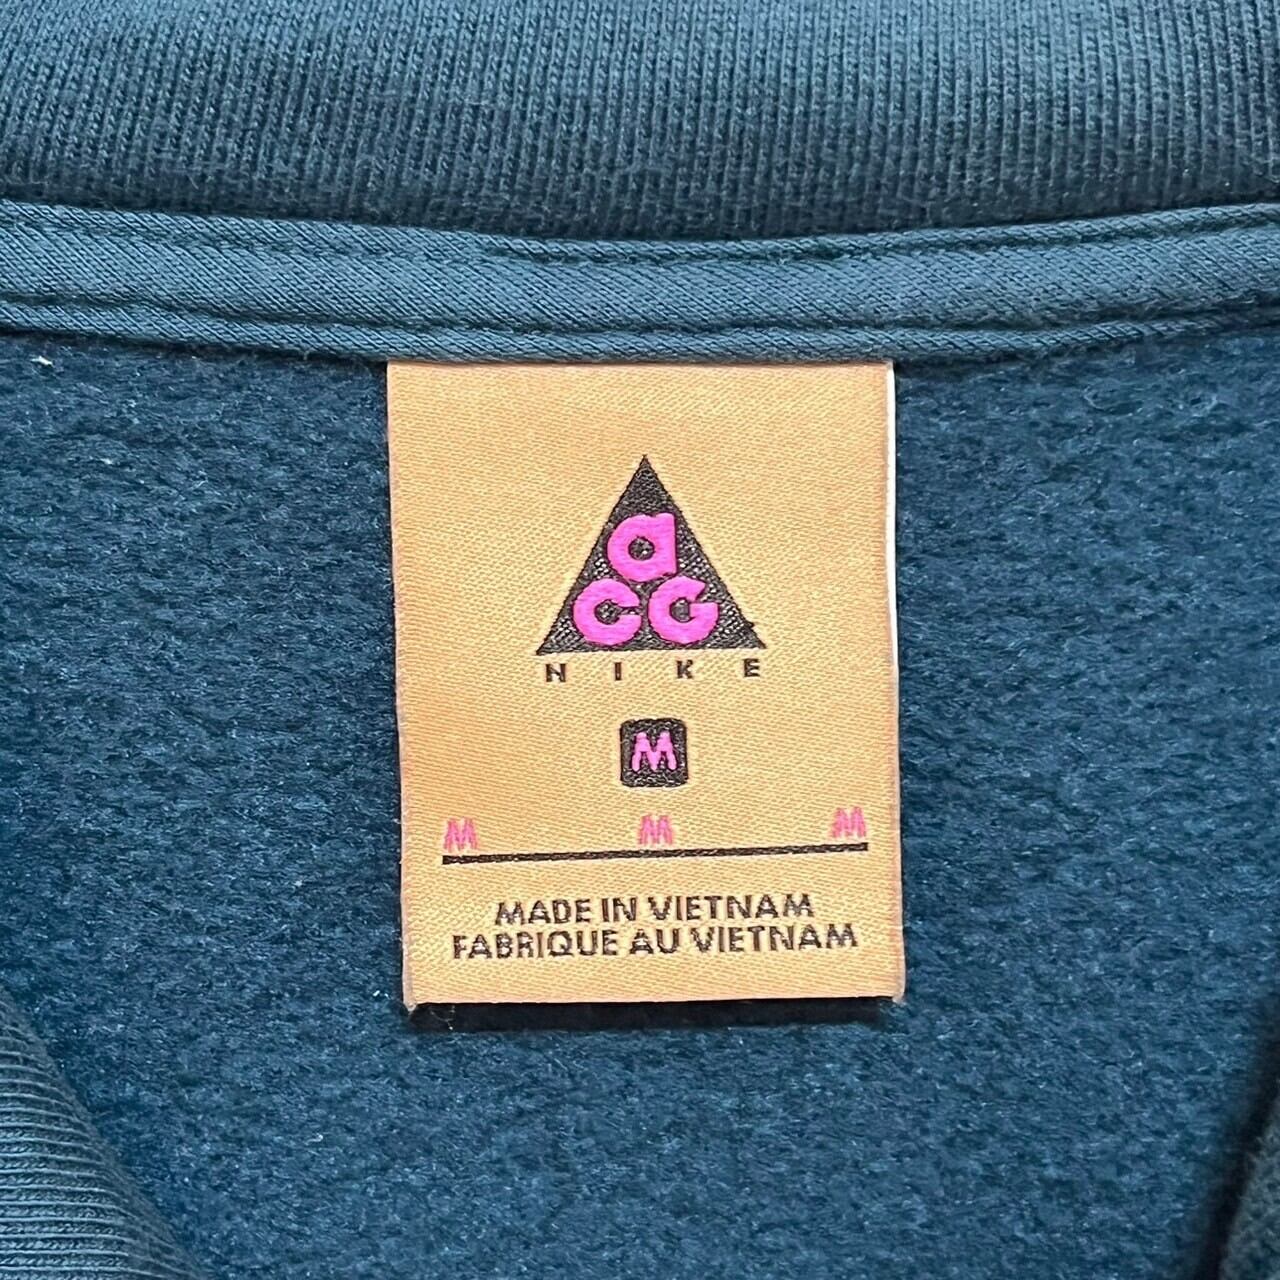 aCG
NIKE
M
M M M
MADE IN VIETNAM
FABRIQUE AU VIETNAM